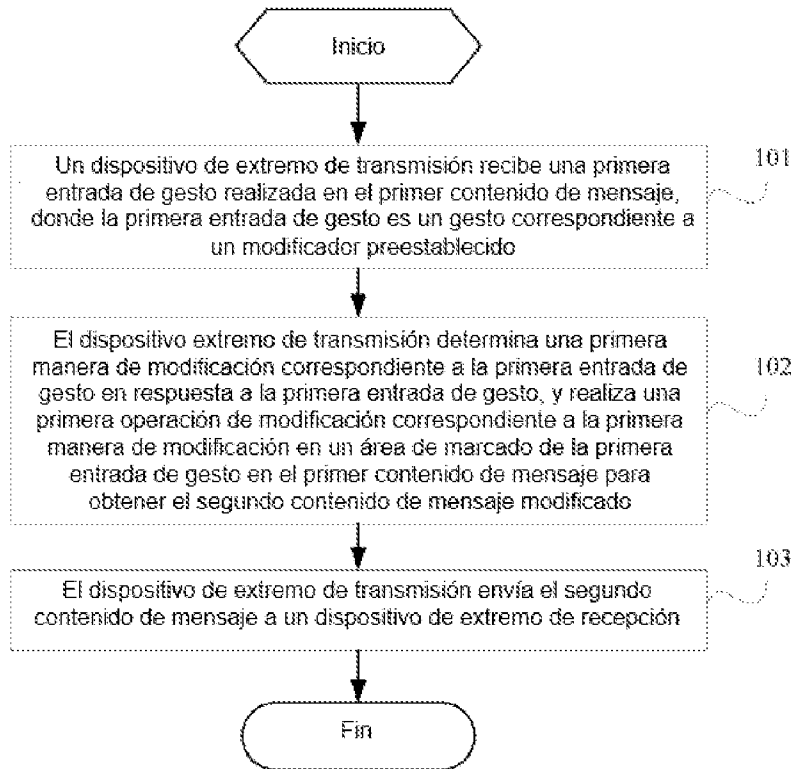 Inicio
Un dispositivo de extremo de transmisión recibe una primera
entrada de gesto realizada en el primer contenido de mensaje,
donde la primera entrada de gesto es un gesto correspondiente a
un modificador preestablecido
101
El dispositivo extremo de transmisión determina una primera
manera de modificación correspondiente a la primera entrada de
gesto en respuesta a la primera entrada de gesto, y realiza una
primera operación de modificación correspondiente a la primera
manera de modificación en un área de marcado de la primera
entrada de gesto en el primer contenido de mensaje para
obtener el segundo contenido de mensaje modificado
102
El dispositivo de extremo de transmisión envía el segundo
contenido de mensaje a un dispositivo de extremo de recepción
103
Fin